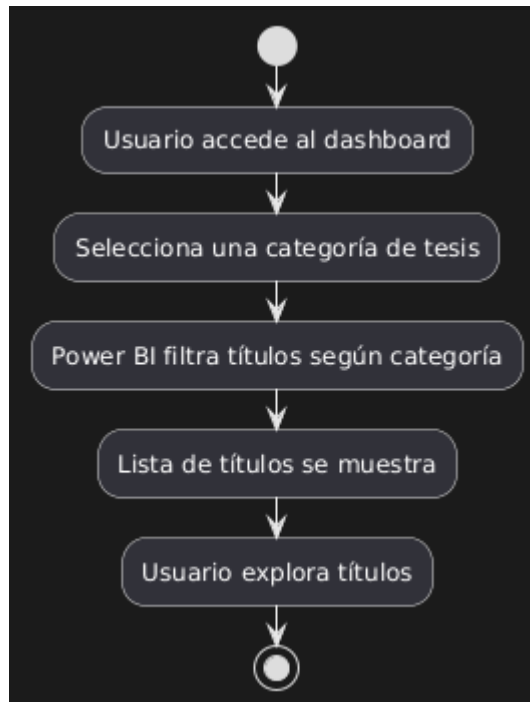 Usuario accede al dashboard
Selecciona una categoría de tesis
Power BI filtra títulos según categoría
Lista de títulos se muestra
Usuario explora títulos